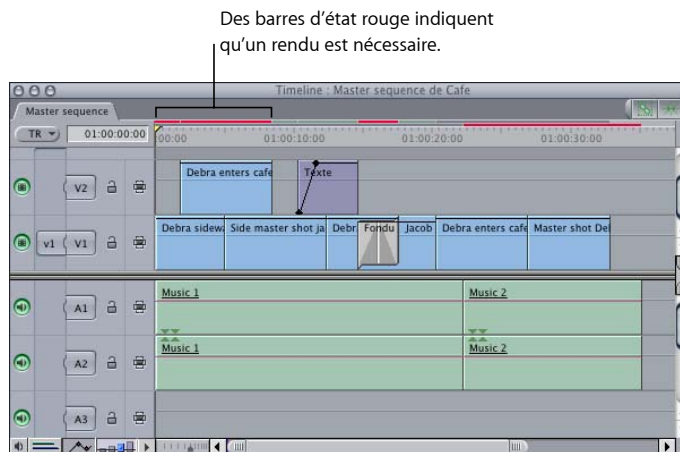 Des barres d'état rouge indiquent
qu'un rendu est nécessaire.
Timeline : Master sequence de Cafe
Master sequence
TR 01:00:00:00 :00:00 01:00:10:00 01:00:20:00 01:00:30:00
V2 Debra enters cafe Texte
v1 V1 Debra sidewa Side master shot ja Debr Fondu Jacob Debra enters cafe Master shot Del
A1 Music 1 Music 2
A2 Music 1 Music 2
A3